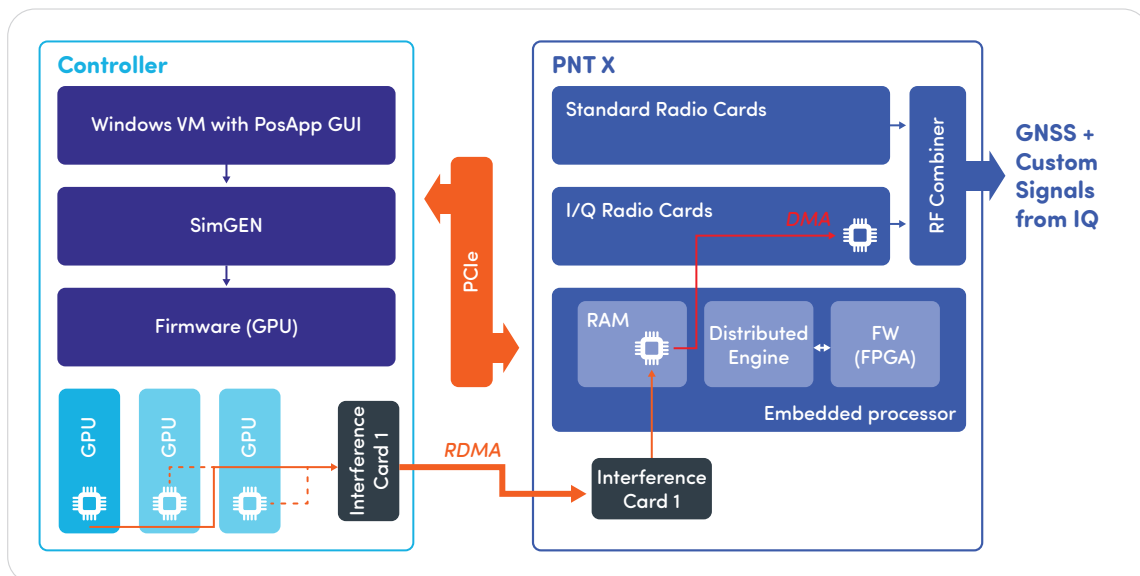 Controller
Windows VM with PosApp GUI
SimGEN
Firmware (GPU)
GPU
GPU
GPU
Interference
Card 1
RDMA
PCIe
PNT X
Standard Radio Cards
I/Q Radio Cards
DMA
RF Combiner
RAM
Distributed
Engine
FW
(FPGA)
Embedded processor
Interference
Card 1
GNSS +
Custom
Signals
from IQ